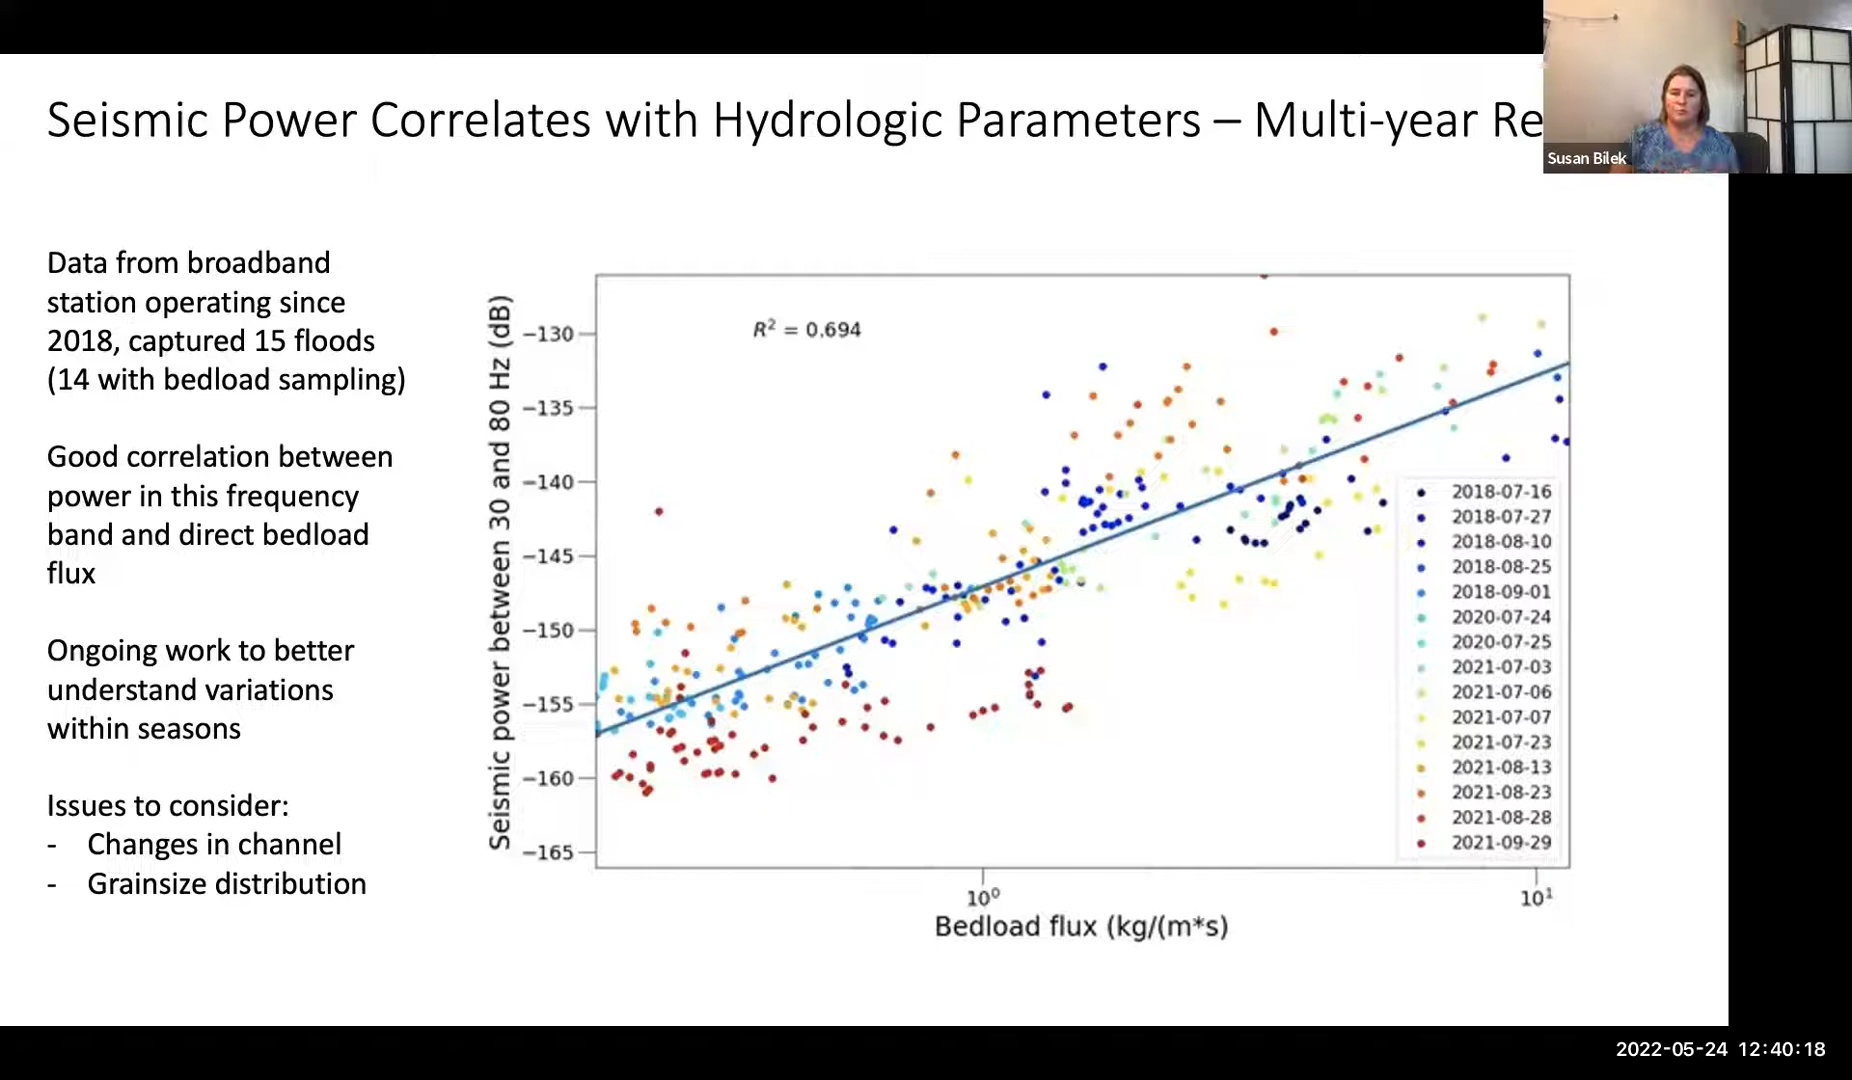 Seismic Power Correlates with Hydrologic Parameters – Multi-year Re
Susan Bilek
Data from broadband
station operating since
2018, captured 15 floods
(14 with bedload sampling)
Good correlation between
power in this frequency
band and direct bedload
flux
Ongoing work to better
understand variations
within seasons
Issues to consider:
- Changes in channel
- Grainsize distribution
Seismic power between 30 and 80 Hz (dB)
−130
−135
−140
−145
−150
−155
−160
−165
R² = 0.694
2018-07-16
2018-07-27
2018-08-10
2018-08-25
2018-09-01
2020-07-24
2020-07-25
2021-07-03
2021-07-06
2021-07-07
2021-07-23
2021-08-13
2021-08-23
2021-08-28
2021-09-29
10⁰
10¹
Bedload flux (kg/(m*s)
2022-05-24 12:40:18